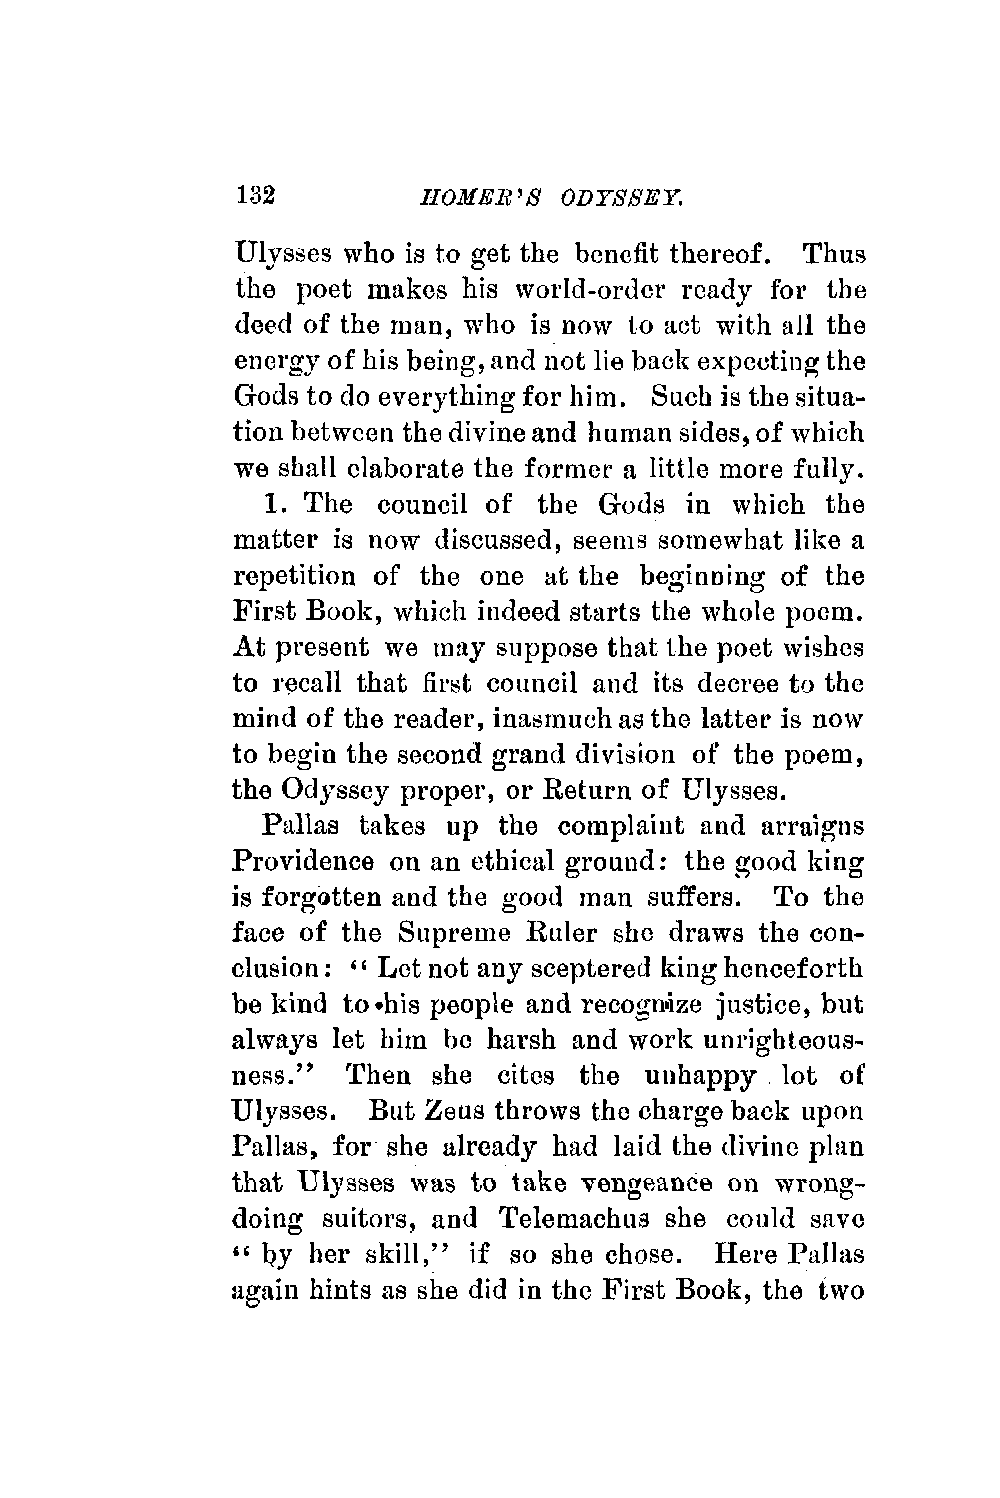 132 HOMER'S ODYSSEY.
Ulysses who is to get the benefit thereof. Thus
the poet makes his world-order ready for the
deed of the man, who is now to act with all the
energy of his being, and not lie back expecting the
Gods to do everything for him. Such is the situa-
tion between the divine and human sides, of which
we shall elaborate the former a little more fully.
1. The council of the Gods in which the
matter is now discussed, seems somewhat like a
repetition of the one at the beginning of the
First Book, which indeed starts the whole poem.
At present we may suppose that the poet wishes
to recall that first council and its decree to the
mind of the reader, inasmuch as the latter is now
to begin the second grand division of the poem,
the Odyssey proper, or Return of Ulysses.
Pallas takes up the complaint and arraigns
Providence on an ethical ground: the good king
is forgotten and the good man suffers. To the
face of the Supreme Ruler she draws the con-
clusion: "Let not any sceptered king henceforth
be kind to his people and recognize justice, but
always let him be harsh and work unrighteous-
ness." Then she cites the unhappy lot of
Ulysses. But Zeus throws the charge back upon
Pallas, for she already had laid the divine plan
that Ulysses was to take vengeance on wrong-
doing suitors, and Telemachus she could save
"by her skill," if so she chose. Here Pallas
again hints as she did in the First Book, the two